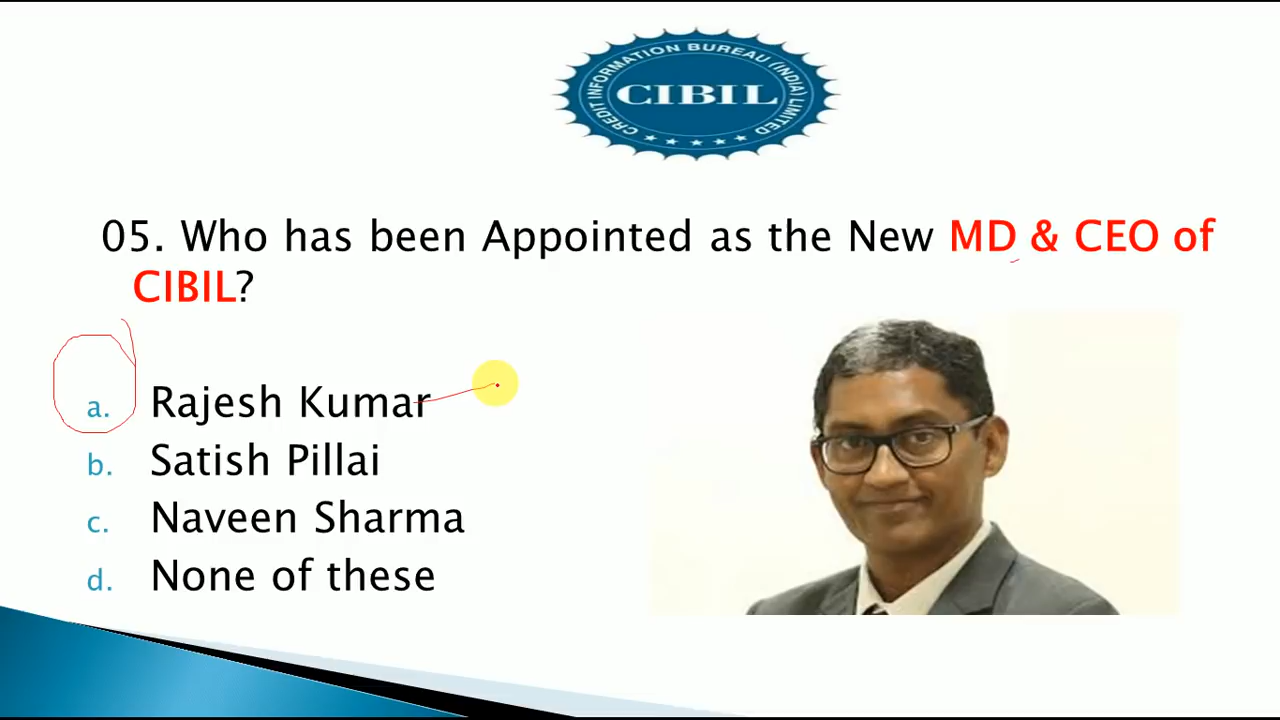 CREDIT INFORMATION BUREAU (INDIA) LIMITED
CIBIL
05. Who has been Appointed as the New MD & CEO of
CIBIL?
a. Rajesh Kumar
b. Satish Pillai
c. Naveen Sharma
d. None of these